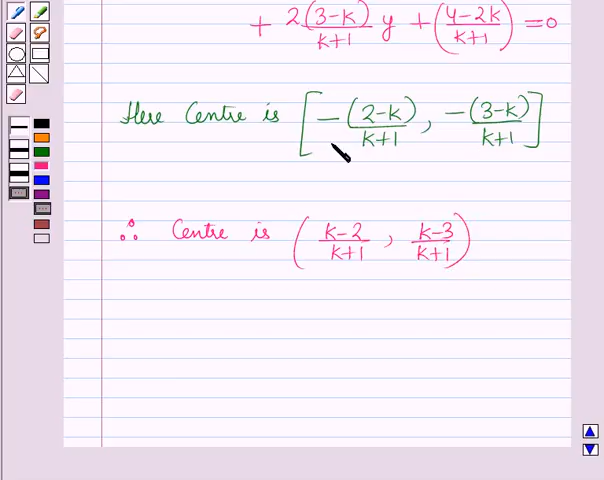 + 2(3-k)/k+1 y + (4-2k/k+1) =0
Here Centre is [-(2-k)/k+1, -(3-k)/k+1]
∴ Centre is (k-2/k+1, k-3/k+1)